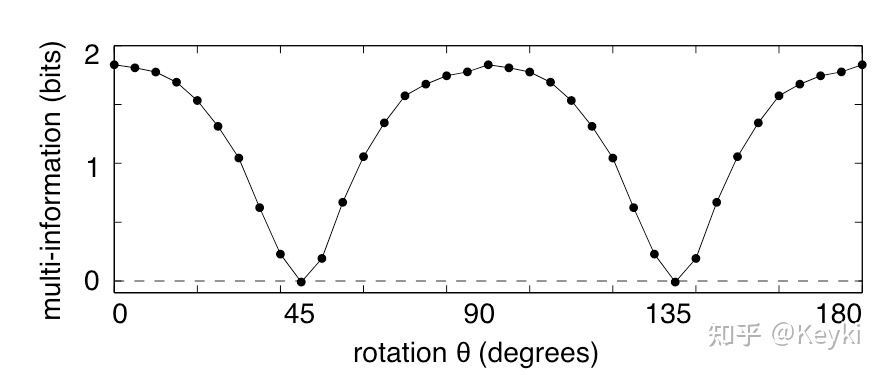 multi-information (bits)
2
1
0
0 45 90 135 180
rotation θ (degrees)
知乎 @Keyki